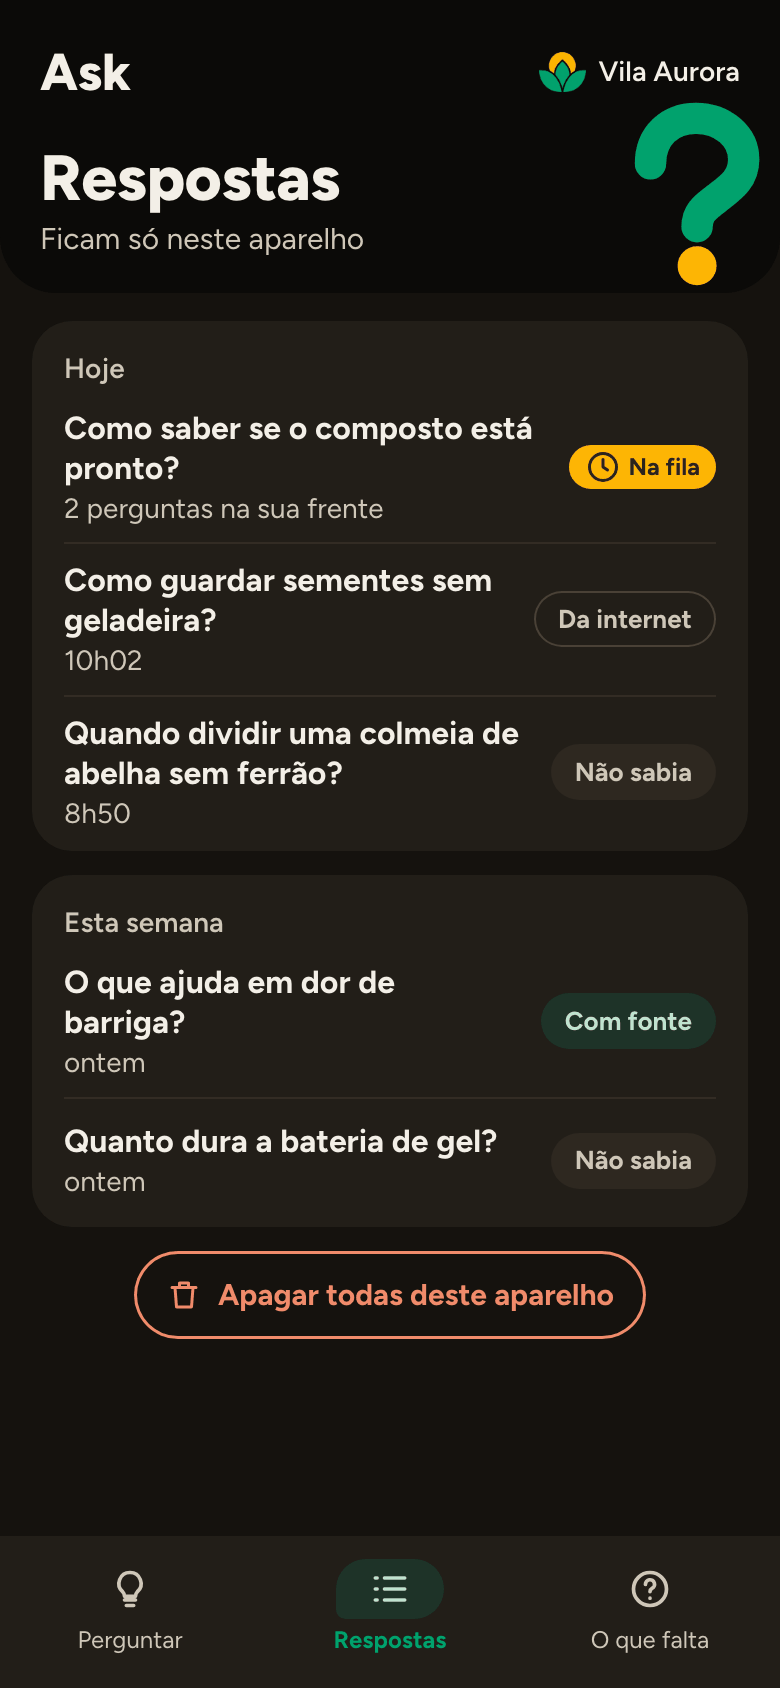 Ask
Vila Aurora
Respostas
Ficam só neste aparelho
?
Hoje
Como saber se o composto está
pronto?
2 perguntas na sua frente
Na fila
Como guardar sementes sem
geladeira?
10h02
Da internet
Quando dividir uma colmeia de
abelha sem ferrão?
8h50
Não sabia
Esta semana
O que ajuda em dor de
barriga?
ontem
Com fonte
Quanto dura a bateria de gel?
ontem
Não sabia
Apagar todas deste aparelho
Perguntar
Respostas
O que falta